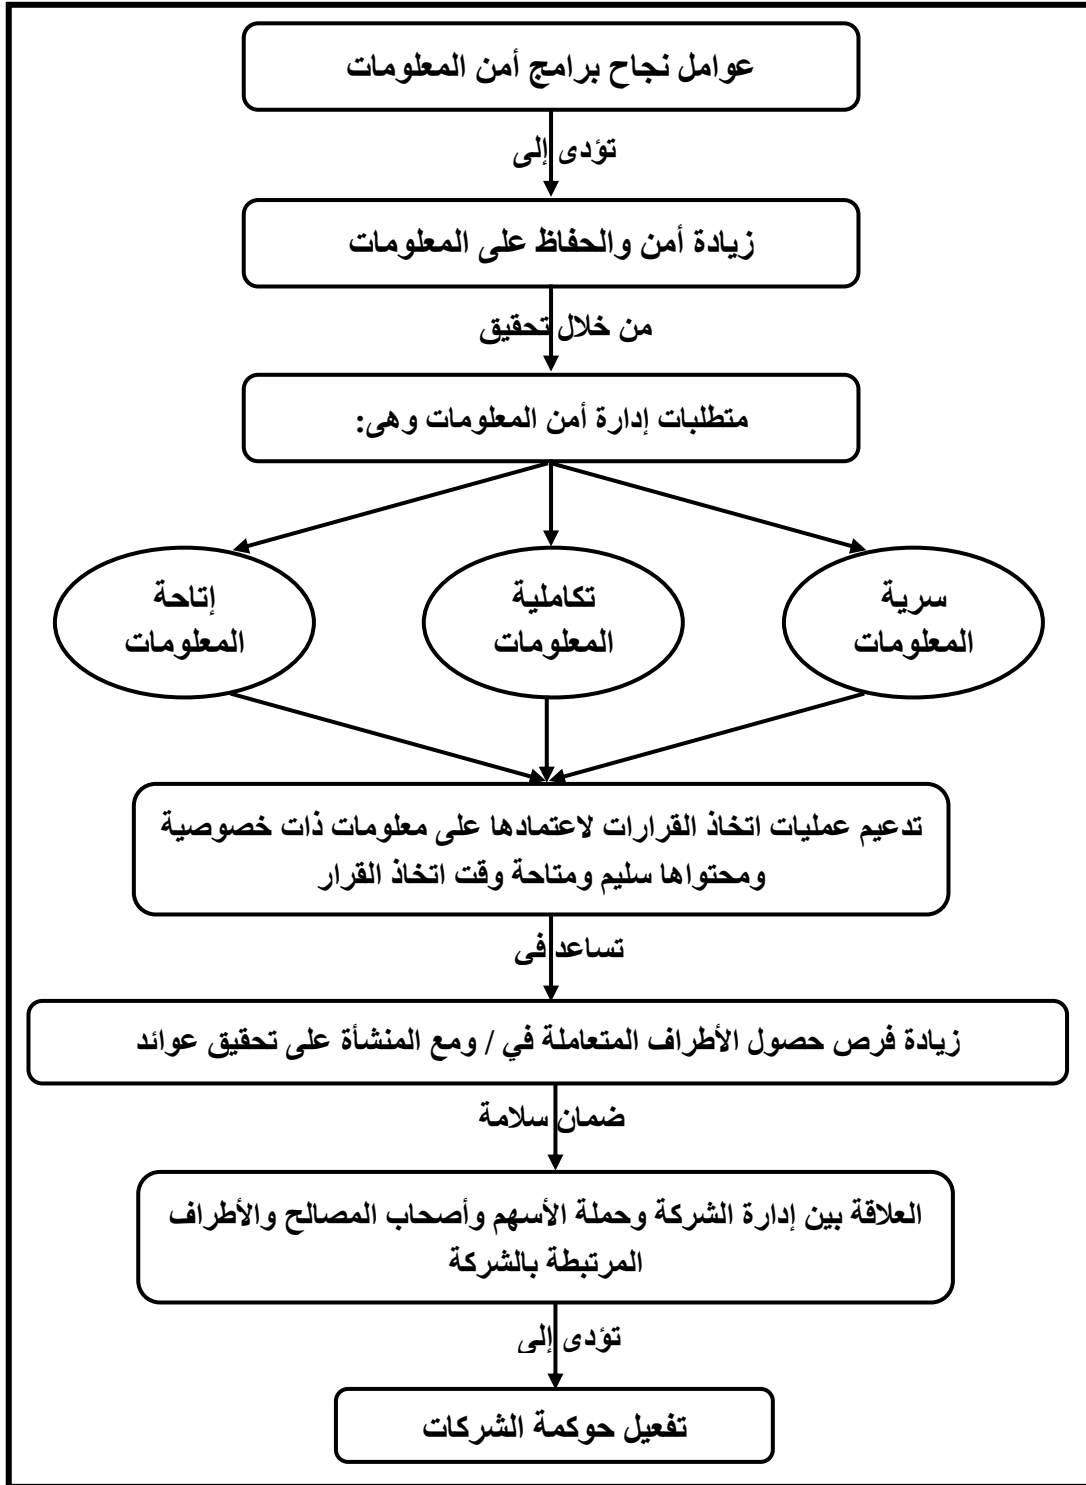 عوامل نجاح برامج أمن المعلومات
تؤدى إلى
زيادة أمن والحفاظ على المعلومات
من خلال تحقيق
متطلبات إدارة أمن المعلومات وهى:
سرية
المعلومات
تكاملية
المعلومات
إتاحة
المعلومات
تدعيم عمليات اتخاذ القرارات لاعتمادها على معلومات ذات خصوصية
ومحتواها سليم ومتاحة وقت اتخاذ القرار
تساعد فى
زيادة فرص حصول الأطراف المتعاملة في / ومع المنشأة على تحقيق عوائد
ضمان سلامة
العلاقة بين إدارة الشركة وحملة الأسهم وأصحاب المصالح والأطراف
المرتبطة بالشركة
تؤدى إلى
تفعيل حوكمة الشركات